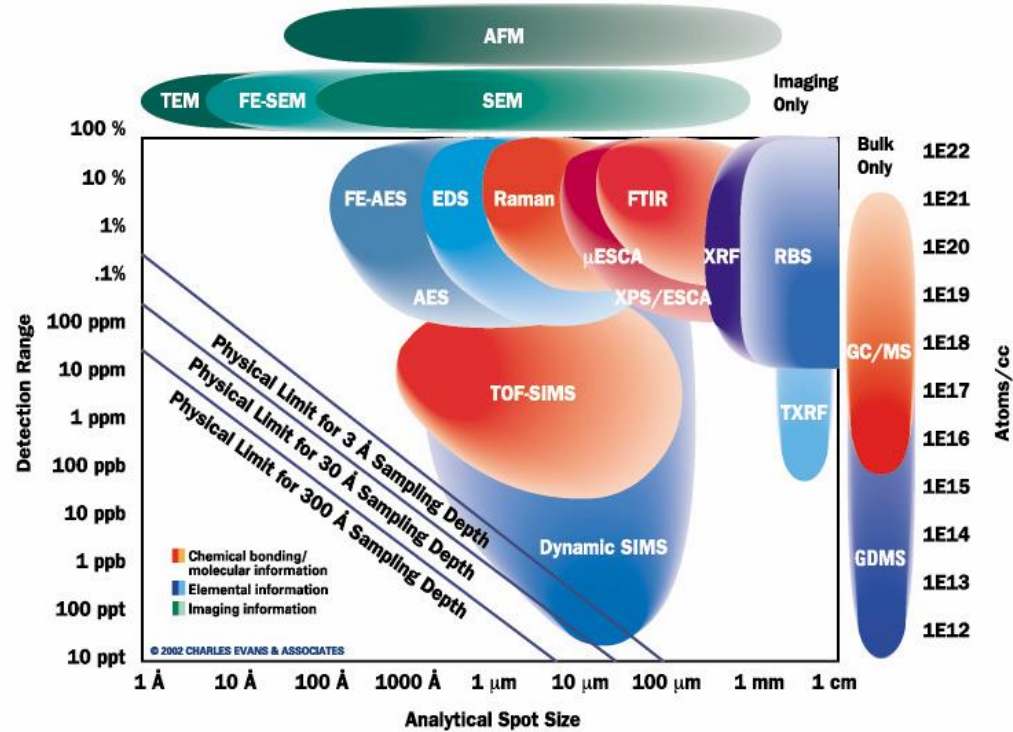 AFM
TEM
FE-SEM
SEM
Imaging
Only
Bulk
Only
Detection Range
100 %
10 %
1%
.1%
100 ppm
10 ppm
1 ppm
100 ppb
10 ppb
1 ppb
100 ppt
10 ppt
FE-AES
EDS
Raman
FTIR
µESCA
XRF
RBS
AES
XPS/ESCA
TOF-SIMS
TXRF
GC/MS
Dynamic SIMS
GDMS
Physical Limit for 3 Å Sampling Depth
Physical Limit for 30 Å Sampling Depth
Physical Limit for 300 Å Sampling Depth
Chemical bonding/
molecular information
Elemental information
Imaging information
© 2002 CHARLES EVANS & ASSOCIATES
1E22
1E21
1E20
1E19
1E18
1E17
1E16
1E15
1E14
1E13
1E12
Atoms/cc
1 Å
10 Å
100 Å
1000 Å
1 µm
10 µm
100 µm
1 mm
1 cm
Analytical Spot Size